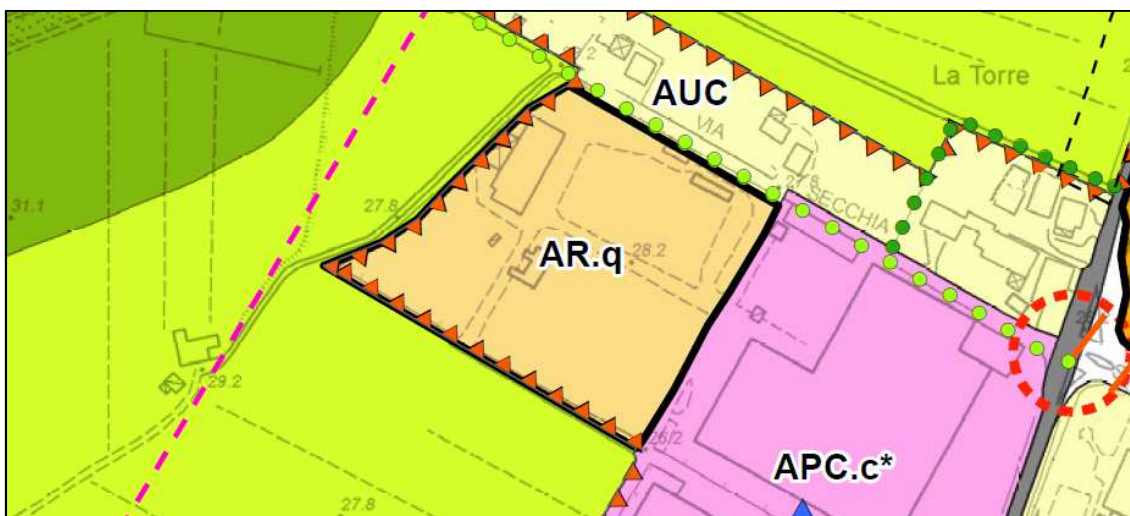 La Torre
AUC
VIA
27.8
SECCHIA
31.1
27.8
AR.q
28.2
29.2
26/2
27.8
APC.c*